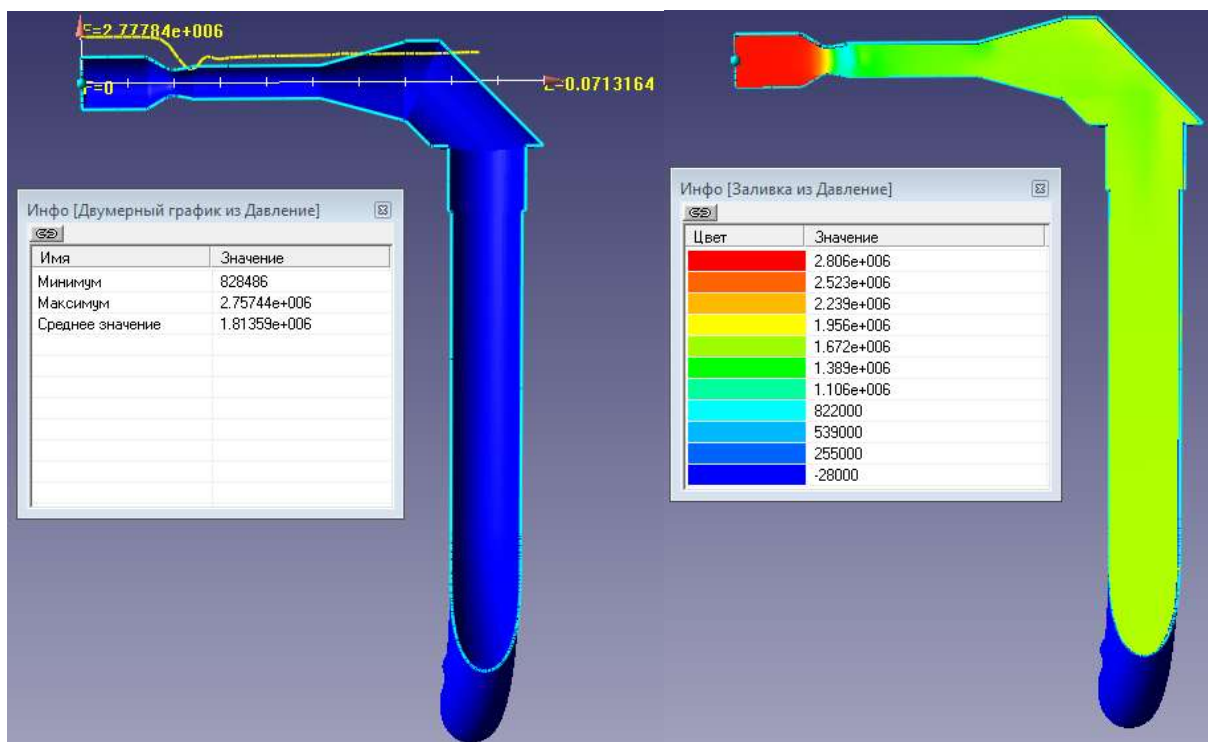 F=2.77784e+006
F=0
L=0.0713164
Инфо [Двумерный график из Давление]
Имя Значение
Минимум 828486
Максимум 2.75744e+006
Среднее значение 1.81359e+006
Инфо [Заливка из Давление]
Цвет Значение
2.806e+006
2.523e+006
2.239e+006
1.956e+006
1.672e+006
1.389e+006
1.106e+006
822000
539000
255000
-28000